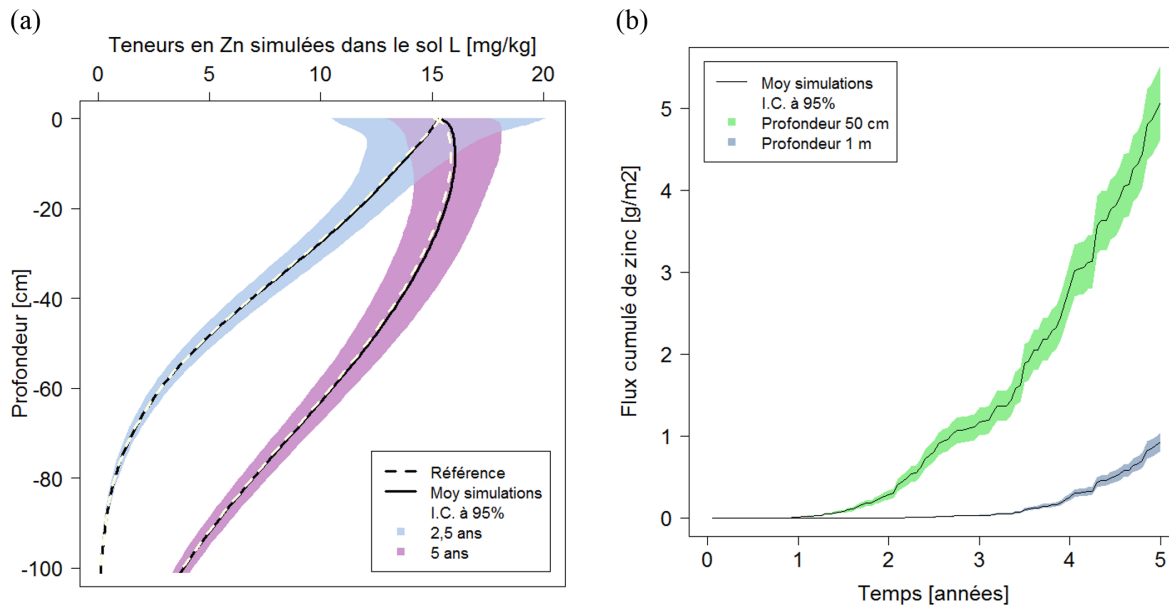 (a)
Teneurs en Zn simulées dans le sol L [mg/kg]
0 5 10 15 20
Profondeur [cm]
0
-20
-40
-60
-80
-100
Référence
Moy simulations
I.C. à 95%
2,5 ans
5 ans
(b)
Flux cumulé de zinc [g/m2]
5
4
3
2
1
0
Moy simulations
I.C. à 95%
Profondeur 50 cm
Profondeur 1 m
0 1 2 3 4 5
Temps [années]